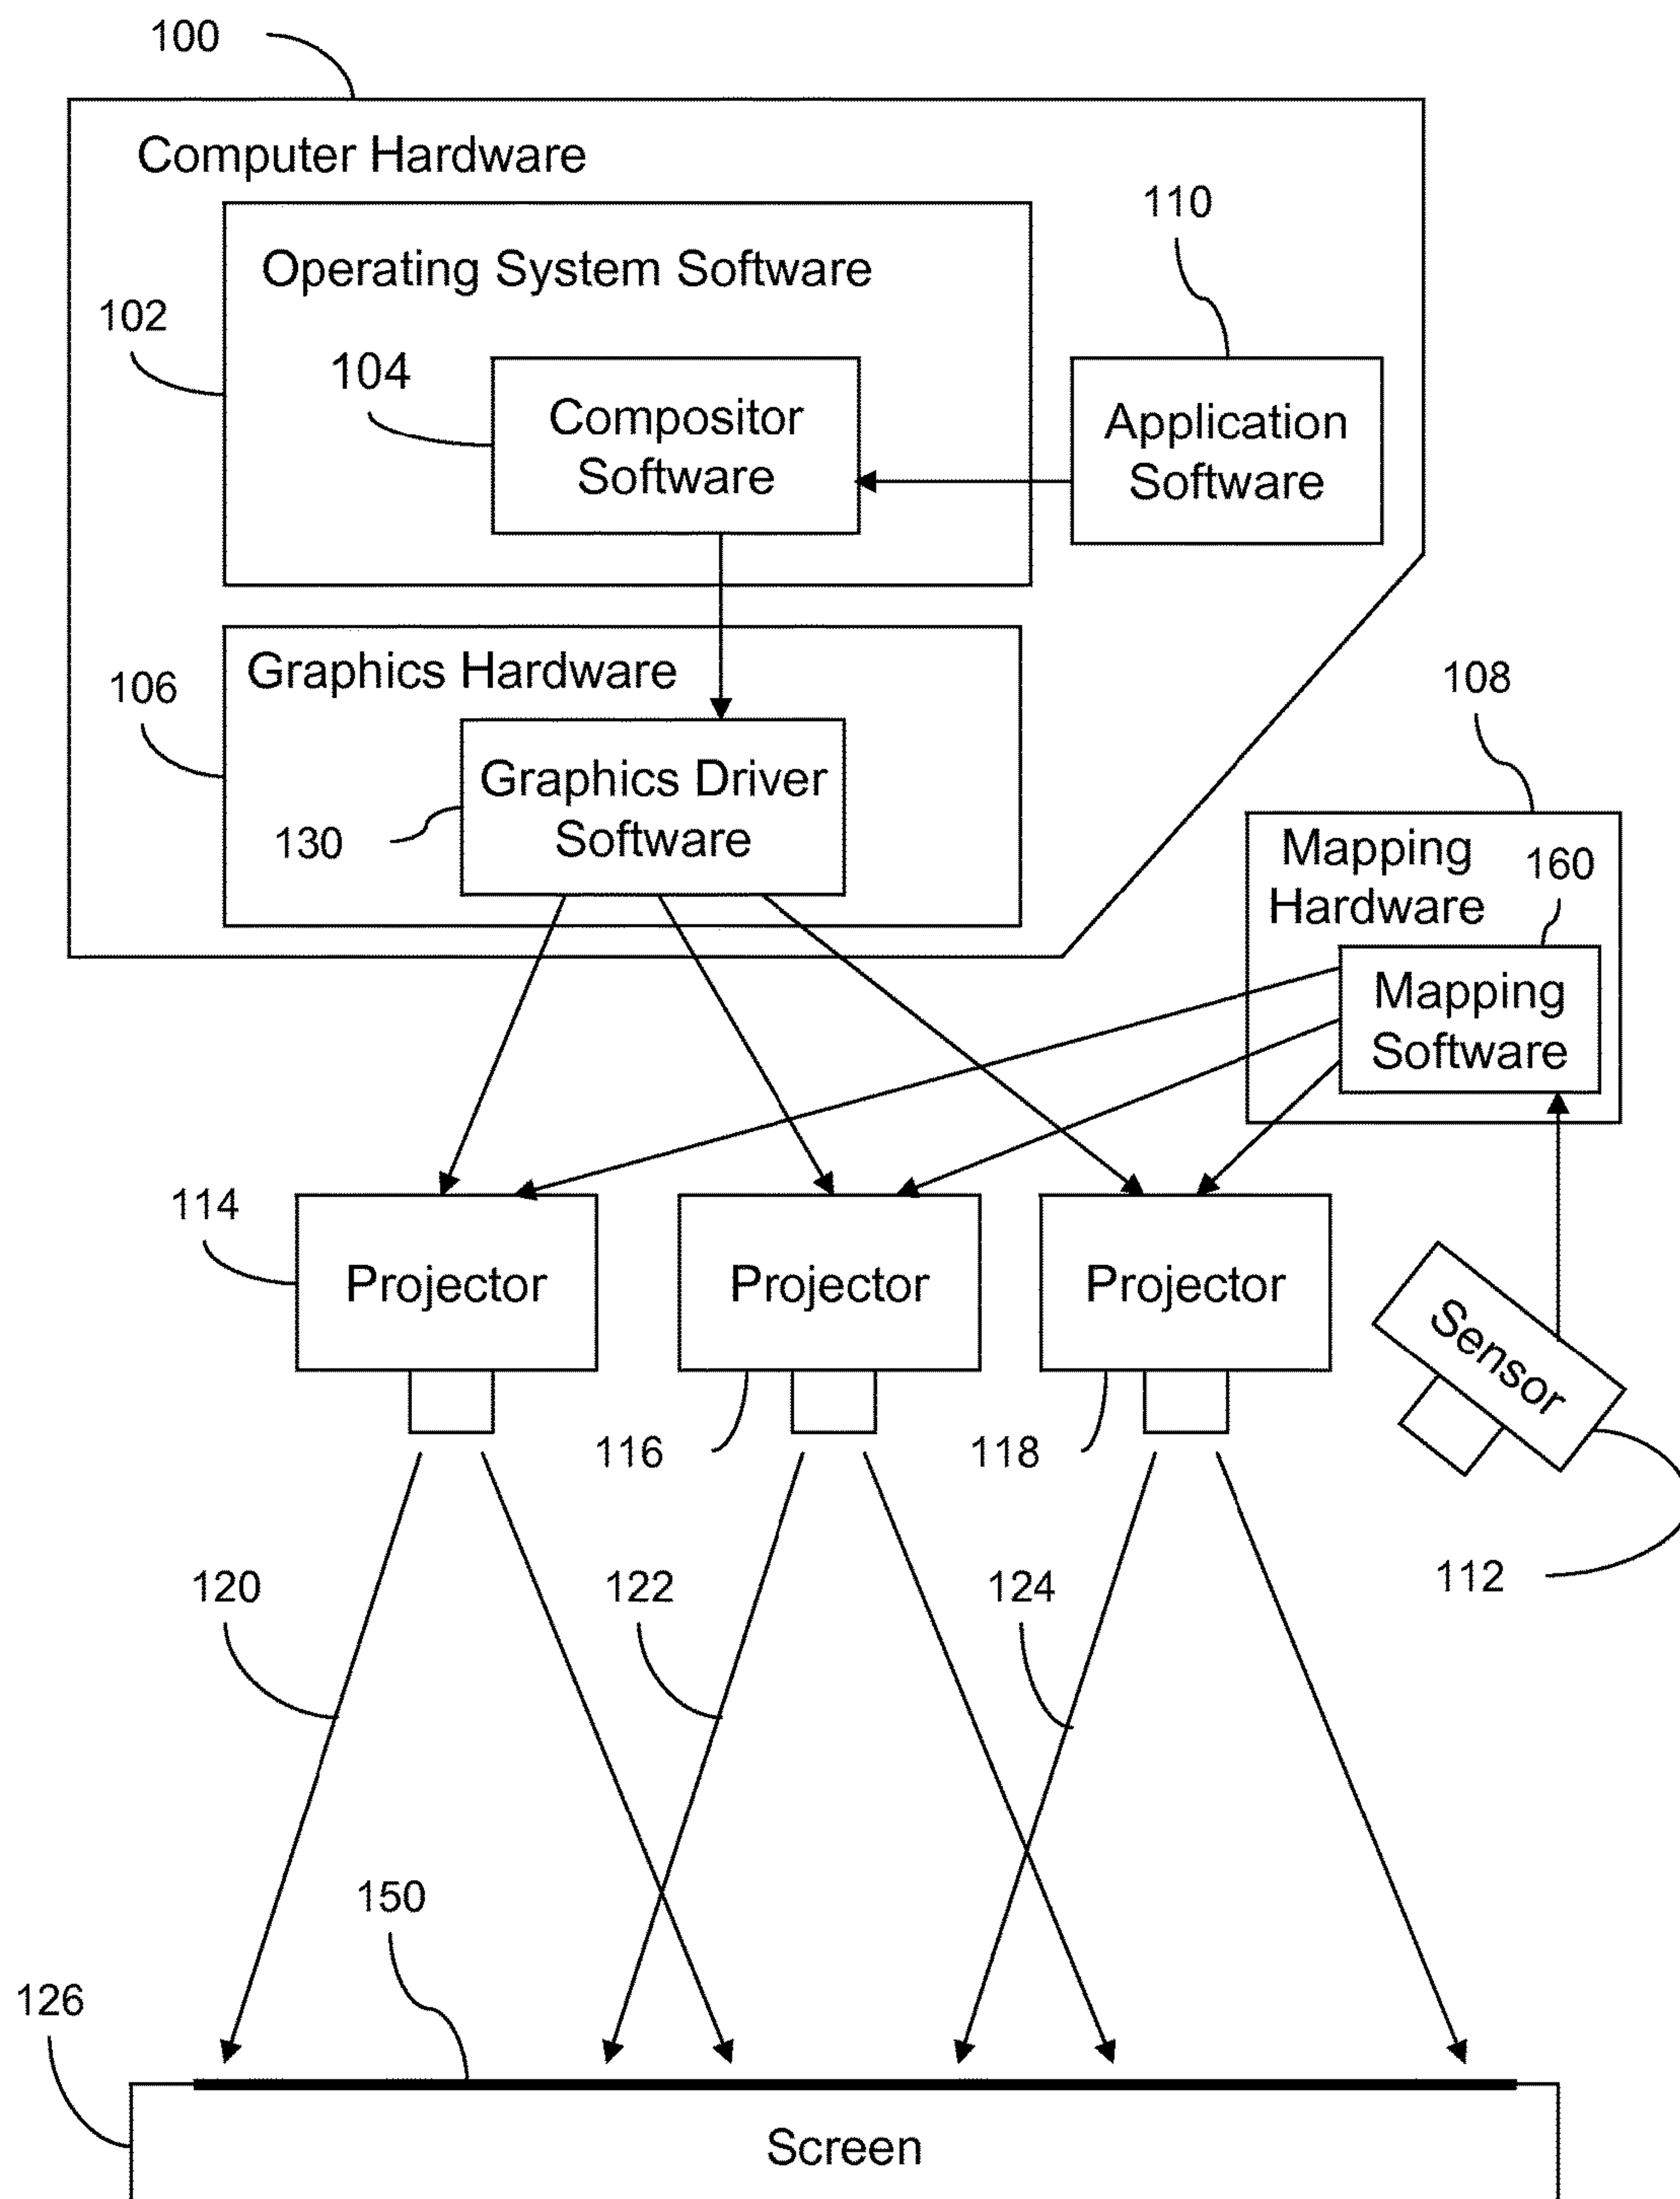 100
Computer Hardware
110
Operating System Software
102
104
Compositor
Software
Application
Software
Graphics Hardware
106
108
Graphics Driver
Software
130
Mapping
Hardware
160
Mapping
Software
114
Projector
Projector
Projector
Sensor
116
118
112
120
122
124
150
126
Screen